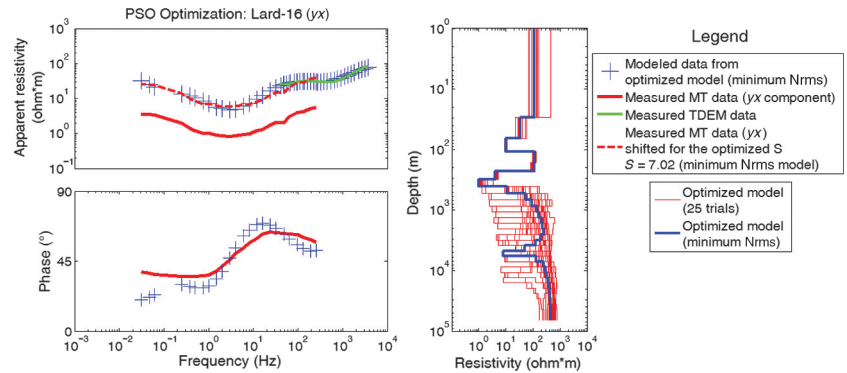 PSO Optimization: Lard-16 (yx)
Apparent resistivity
(ohm*m)
10³
10²
10¹
10⁰
10⁻¹
Phase (°)
90
45
0
10⁻³ 10⁻² 10⁻¹ 10⁰ 10¹ 10² 10³ 10⁴
Frequency (Hz)
Depth (m)
10⁰
10¹
10²
10³
10⁴
10⁵
10⁻¹ 10⁰ 10¹ 10² 10³ 10⁴
Resistivity (ohm*m)
Legend
Modeled data from
optimized model (minimum Nrms)
Measured MT data (yx component)
Measured TDEM data
Measured MT data (yx)
shifted for the optimized S
S = 7.02 (minimum Nrms model)
Optimized model
(25 trials)
Optimized model
(minimum Nrms)